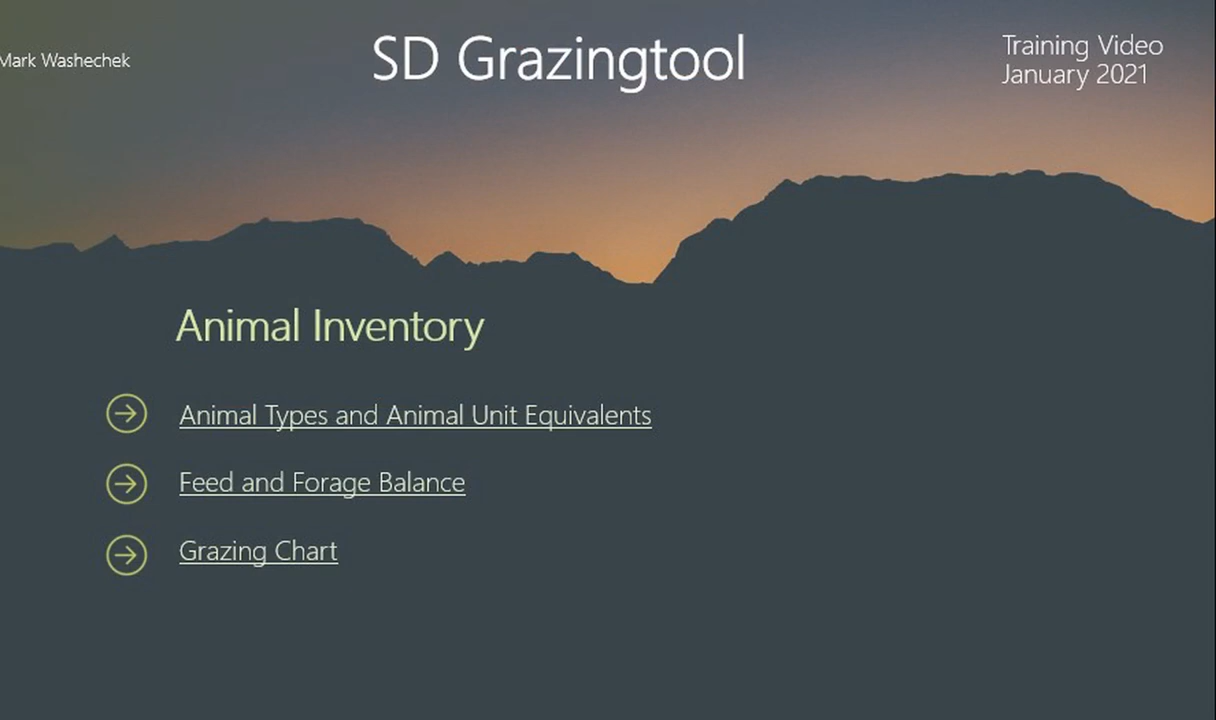 Mark Washechek
SD Grazingtool
Training Video
January 2021
Animal Inventory
Animal Types and Animal Unit Equivalents
Feed and Forage Balance
Grazing Chart